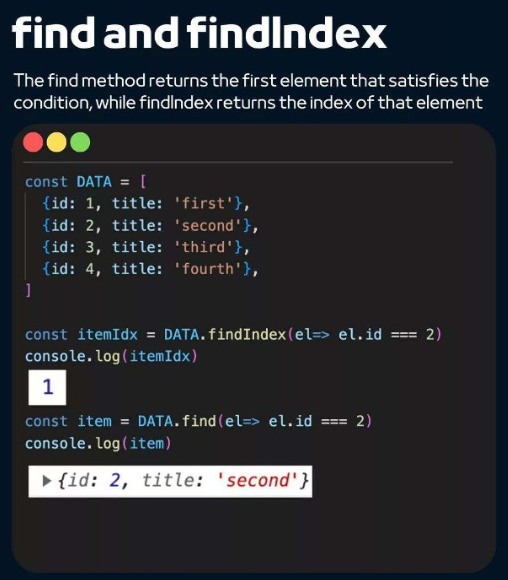 find and findIndex
The find method returns the first element that satisfies the
condition, while findIndex returns the index of that element
const DATA = [
{id: 1, title: 'first'},
{id: 2, title: 'second'},
{id: 3, title: 'third'},
{id: 4, title: 'fourth'},
]
const itemIdx = DATA.findIndex(el=> el.id === 2)
console.log(itemIdx)
1
const item = DATA.find(el=> el.id === 2)
console.log(item)
▶ {id: 2, title: 'second'}